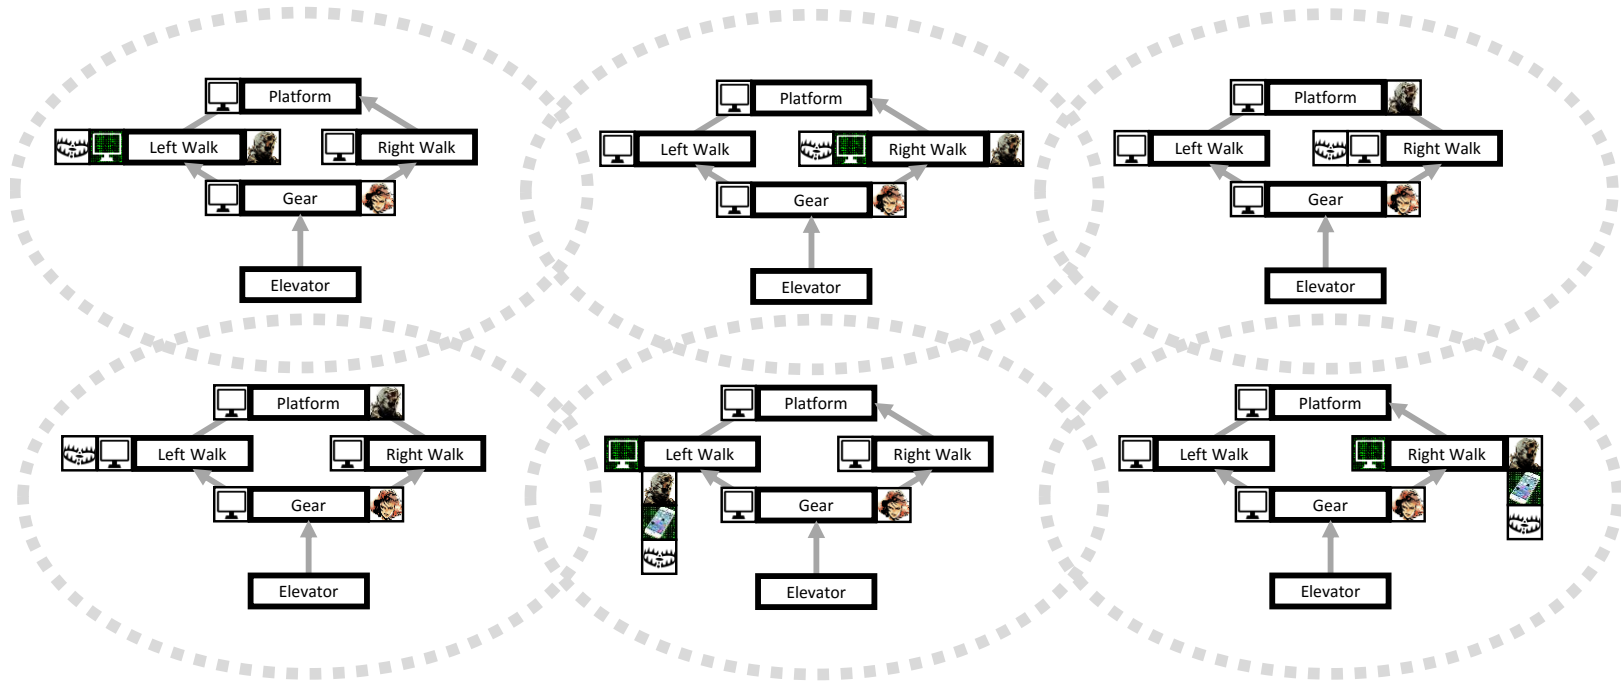 Platform
Left Walk
Right Walk
Gear
Elevator
Platform
Left Walk
Right Walk
Gear
Elevator
Platform
Left Walk
Right Walk
Gear
Elevator
Platform
Left Walk
Right Walk
Gear
Elevator
Platform
Left Walk
Right Walk
Gear
Elevator
Platform
Left Walk
Right Walk
Gear
Elevator